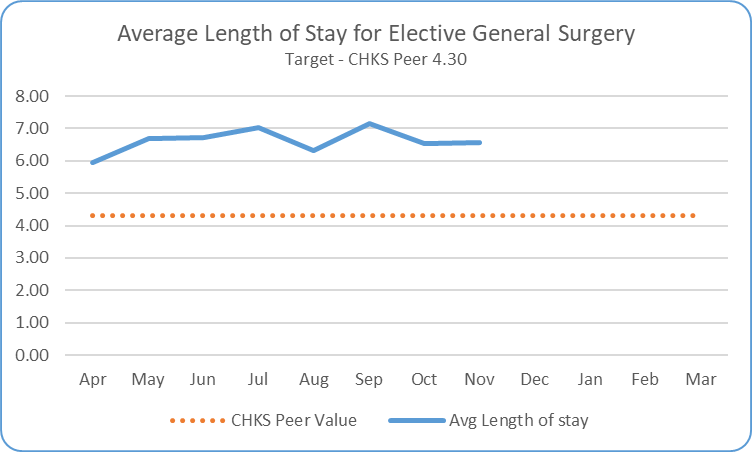 Average Length of Stay for Elective General Surgery
Target - CHKS Peer 4.30
8.00
7.00
6.00
5.00
4.00
3.00
2.00
1.00
0.00
Apr May Jun Jul Aug Sep Oct Nov Dec Jan Feb Mar
CHKS Peer Value Avg Length of stay